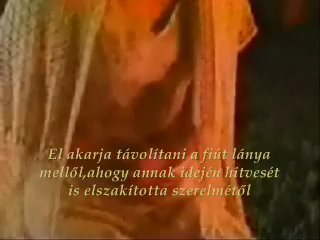 El akarja távolítani a fiút lánya
mellől,ahogy annak idején hitvesét
is elszakította szerelmétől